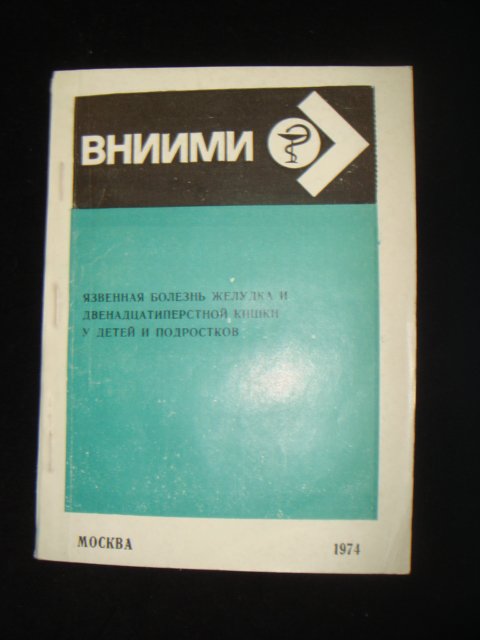 ВНИИМИ
ЯЗВЕННАЯ БОЛЕЗНЬ ЖЕЛУДКА И
ДВЕНАДЦАТИПЕРСТНОЙ КИШКИ
У ДЕТЕЙ И ПОДРОСТКОВ
МОСКВА 1974